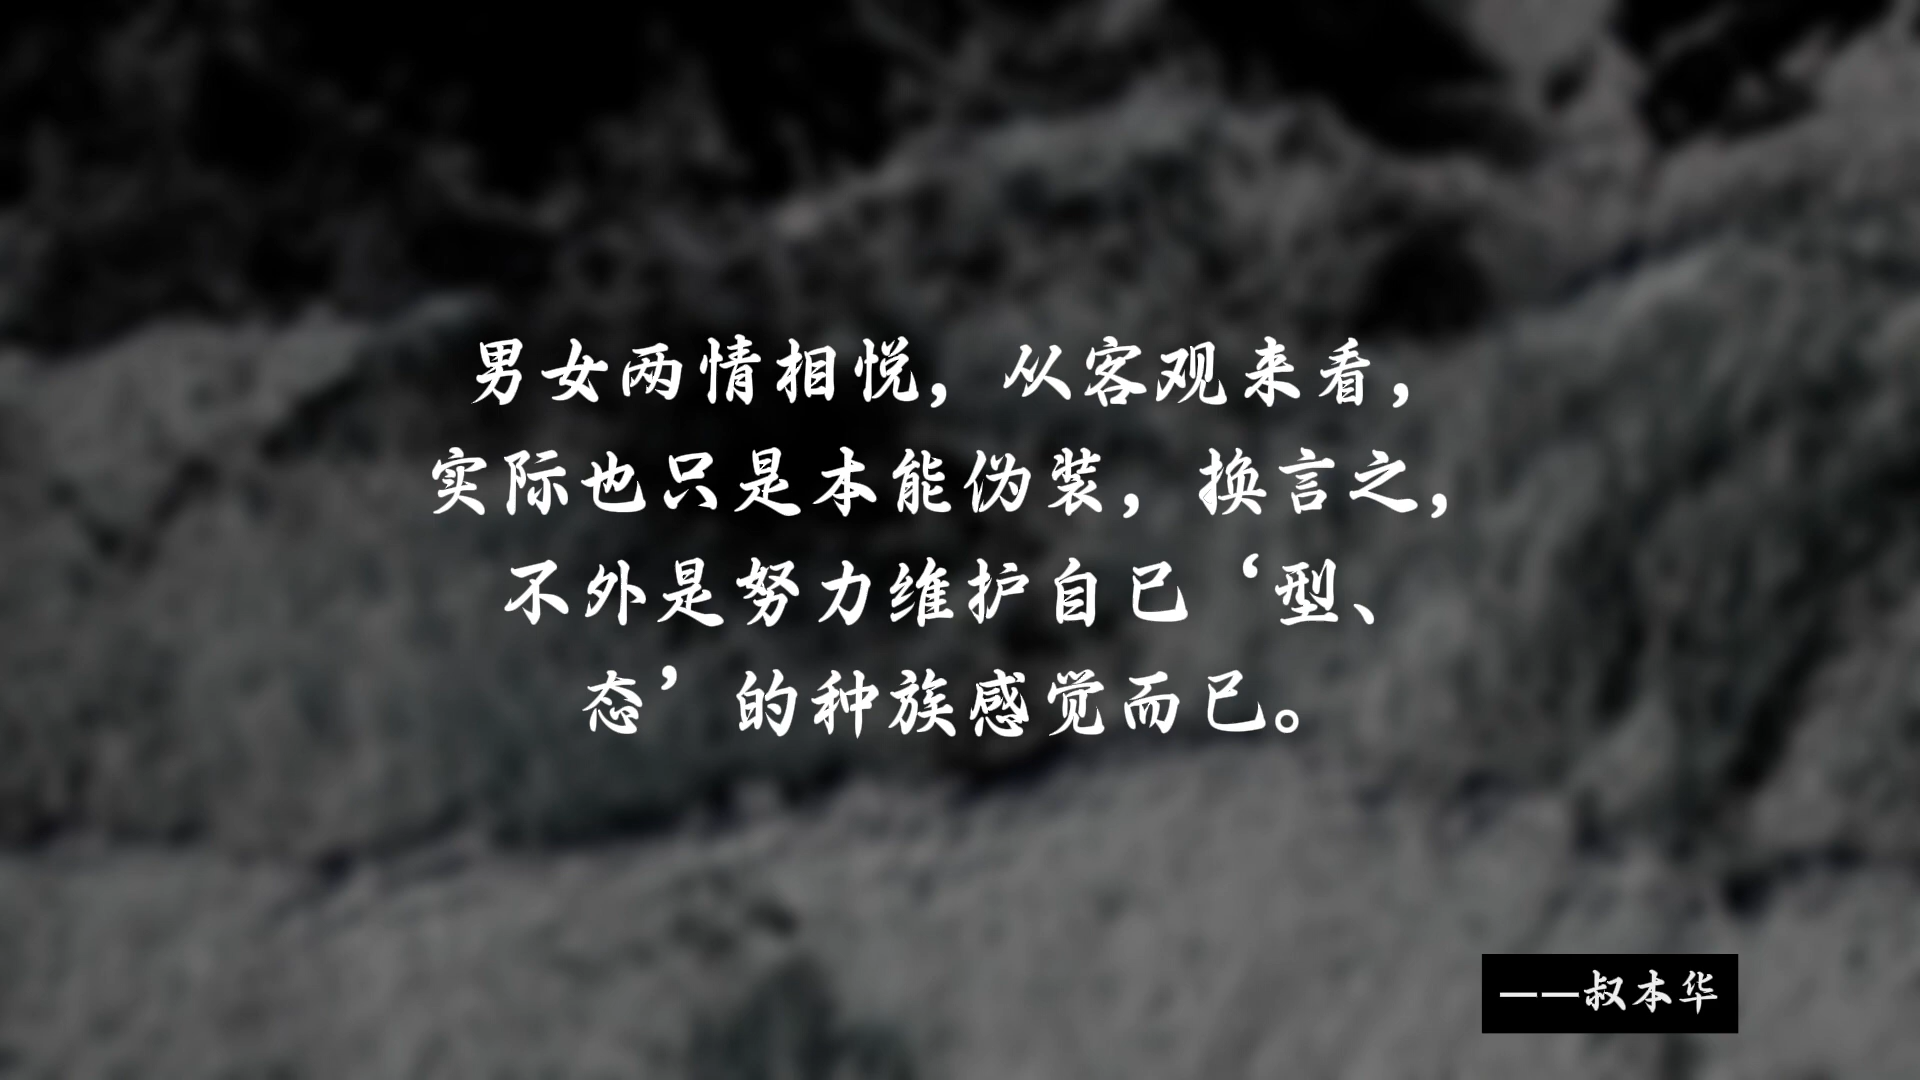 男女两情相悦，从客观来看，
实际也只是本能伪装，换言之，
不外是努力维护自已‘型、
态’的种族感觉而已。
——叔本华